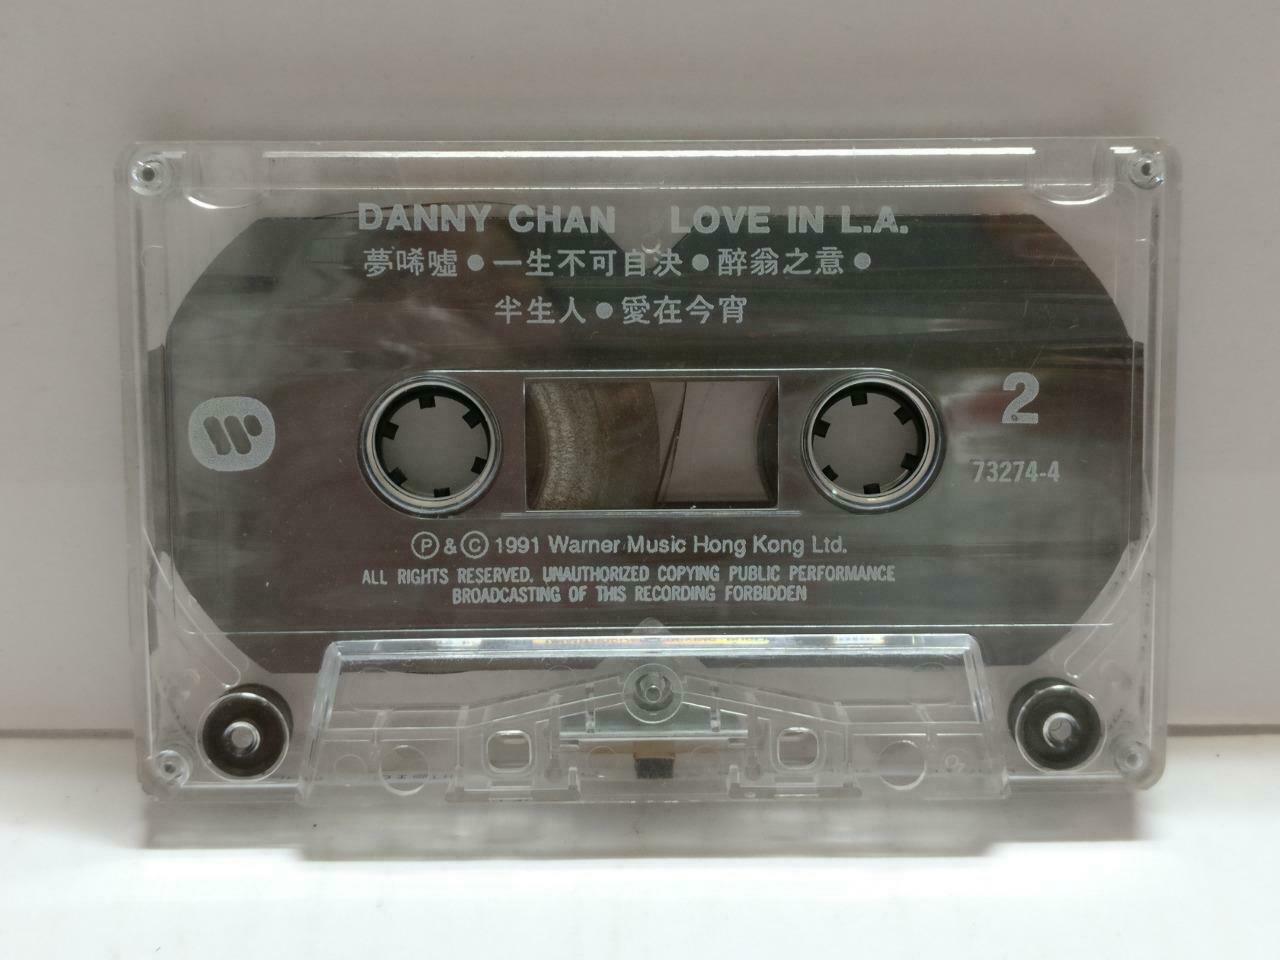 DANNY CHAN LOVE IN L.A.
夢唏噓●一生不可自決●醉翁之意●
半生人●愛在今宵
2
73274-4
Ⓟ & © 1991 Warner Music Hong Kong Ltd.
ALL RIGHTS RESERVED. UNAUTHORIZED COPYING PUBLIC PERFORMANCE
BROADCASTING OF THIS RECORDING FORBIDDEN